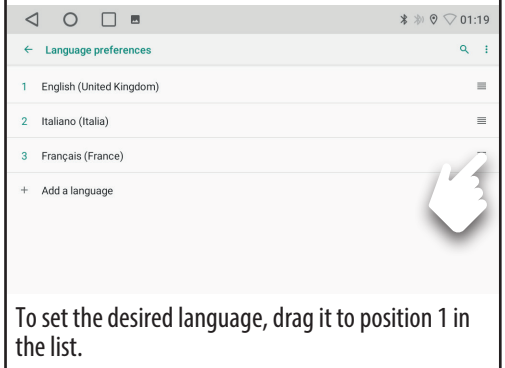 01:19
Language preferences
1 English (United Kingdom)
2 Italiano (Italia)
3 Français (France)
+ Add a language
To set the desired language, drag it to position 1 in
the list.